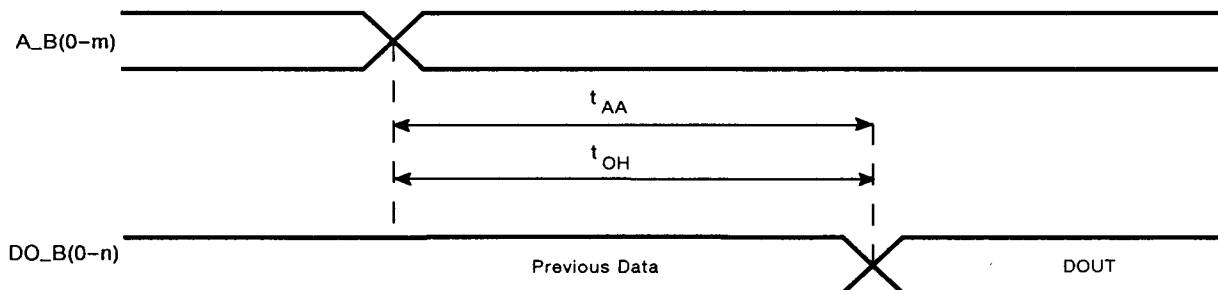 A_B(0-m)
t AA
t OH
DO_B(0-n)
Previous Data
DOUT